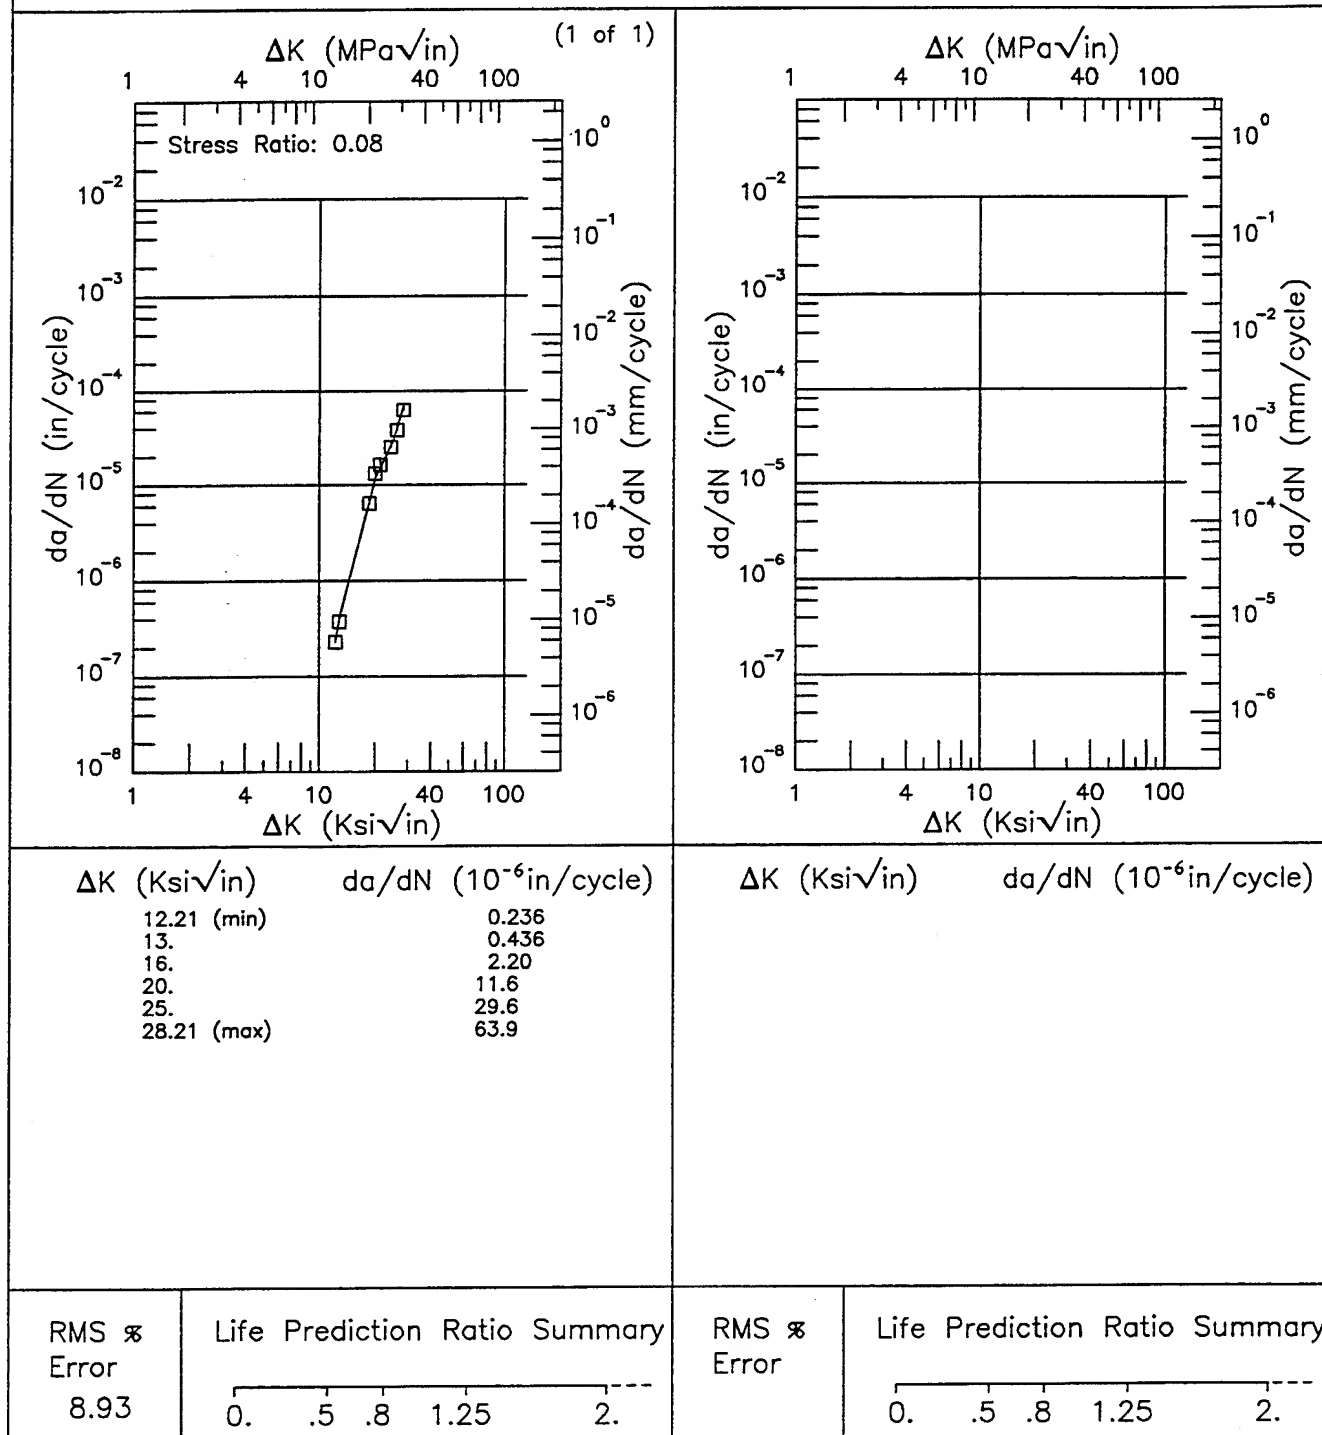 (1 of 1)
ΔK (MPa√in)
1 4 10 40 100
Stress Ratio: 0.08
10⁰
10⁻²
10⁻¹
10⁻³
10⁻²
10⁻⁴
10⁻³
10⁻⁵
10⁻⁴
10⁻⁶
10⁻⁵
10⁻⁷
10⁻⁶
10⁻⁸
da/dN (in/cycle)
da/dN (mm/cycle)
1 4 10 40 100
ΔK (Ksi√in)
ΔK (MPa√in)
1 4 10 40 100
10⁰
10⁻²
10⁻¹
10⁻³
10⁻²
10⁻⁴
10⁻³
10⁻⁵
10⁻⁴
10⁻⁶
10⁻⁵
10⁻⁷
10⁻⁶
10⁻⁸
da/dN (in/cycle)
da/dN (mm/cycle)
1 4 10 40 100
ΔK (Ksi√in)
ΔK (Ksi√in) da/dN (10⁻⁶in/cycle)
12.21 (min) 0.236
13. 0.436
16. 2.20
20. 11.6
25. 29.6
28.21 (max) 63.9
ΔK (Ksi√in) da/dN (10⁻⁶in/cycle)
RMS %
Error
8.93
Life Prediction Ratio Summary
0. .5 .8 1.25 2.
RMS %
Error
Life Prediction Ratio Summary
0. .5 .8 1.25 2.